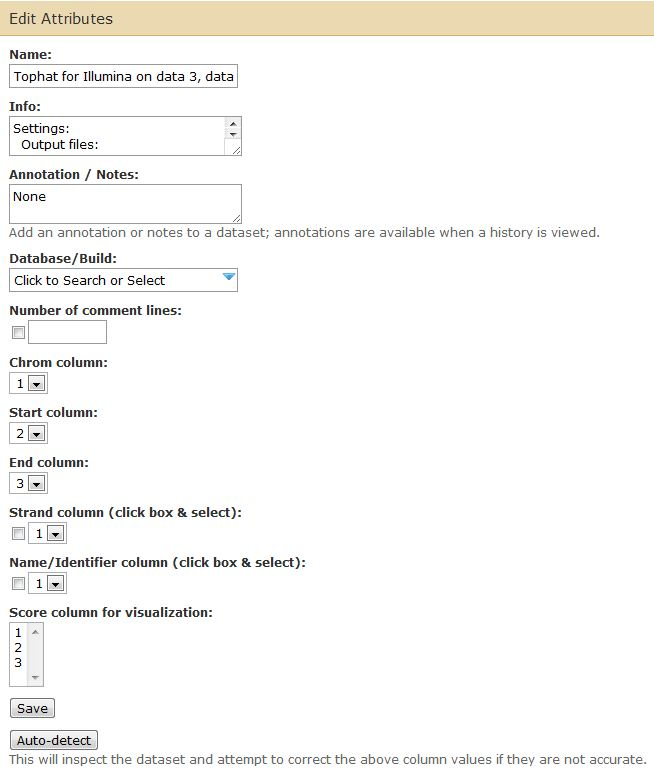 Edit Attributes
Name:
Tophat for Illumina on data 3, data
Info:
Settings:
Output files:
Annotation / Notes:
None
Add an annotation or notes to a dataset; annotations are available when a history is viewed.
Database/Build:
Click to Search or Select
Number of comment lines:
Chrom column:
1
Start column:
2
End column:
3
Strand column (click box & select):
1
Name/Identifier column (click box & select):
1
Score column for visualization:
1
2
3
Save
Auto-detect
This will inspect the dataset and attempt to correct the above column values if they are not accurate.